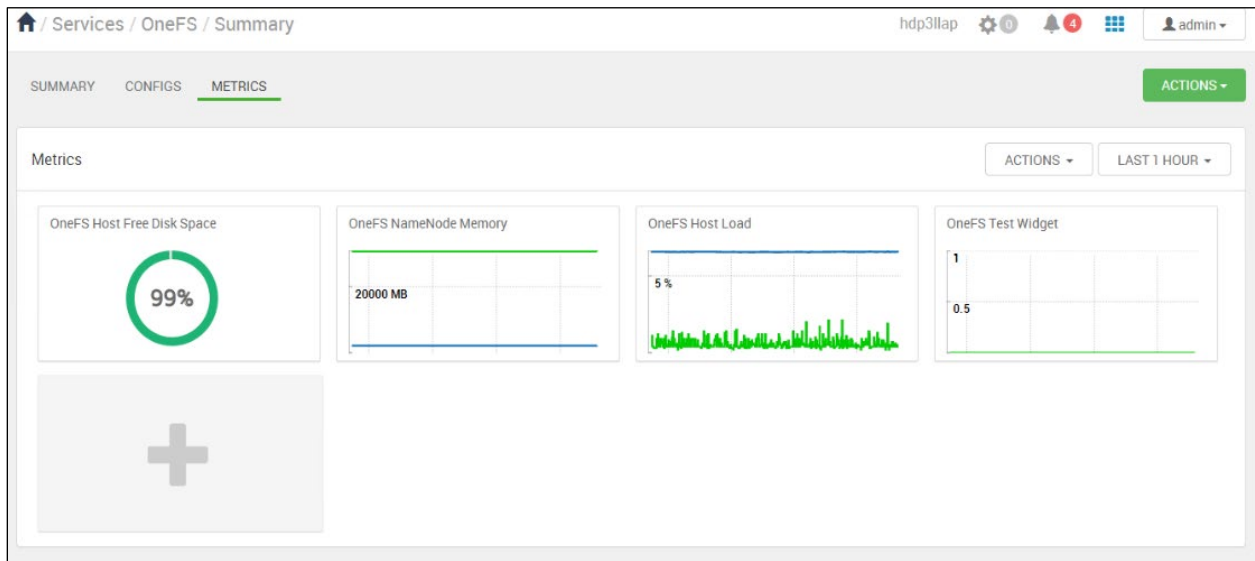 / Services / OneFS / Summary
hdp3llap
0
4
admin
SUMMARY
CONFIGS
METRICS
ACTIONS
Metrics
ACTIONS
LAST 1 HOUR
OneFS Host Free Disk Space
99%
OneFS NameNode Memory
20000 MB
OneFS Host Load
5 %
OneFS Test Widget
1
0.5